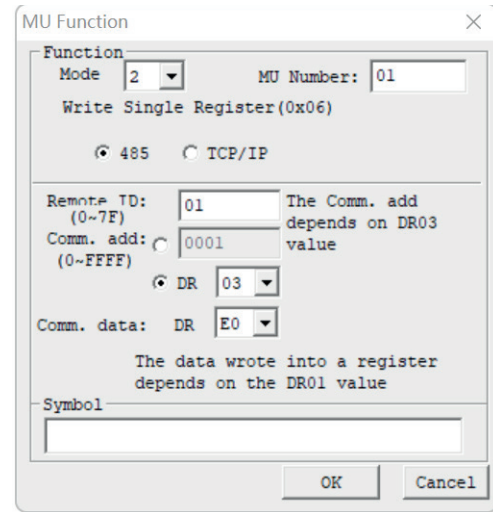 MU Function
Function
Mode 2 MU Number: 01
Write Single Register(0x06)
485 TCP/IP
Remote ID: 01 The Comm. add
(0~7F) depends on DR03
Comm. add: 0001 value
(0~FFFF)
DR 03
Comm. data: DR E0
The data wrote into a register
depends on the DR01 value
Symbol
OK Cancel